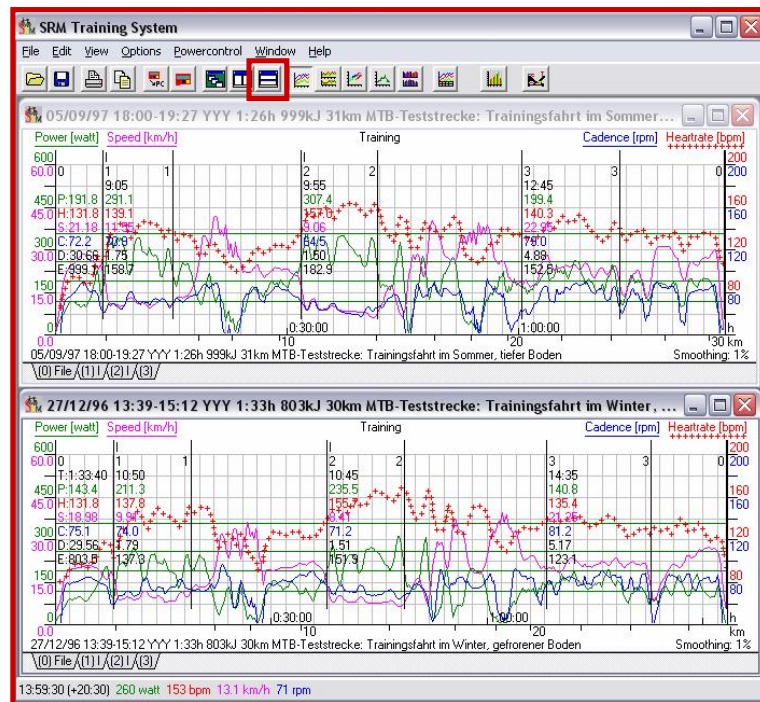 SRM Training System
File Edit View Options Powercontrol Window Help
05/09/97 18:00-19:27 YYY 1:26h 999kJ 31km MTB-Teststrecke: Trainingsfahrt im Sommer...
Power [watt] Speed [km/h] Training Cadence [rpm] Heartrate [bpm]
600 I I I 200
60.0 0 1 1 2 2 3 3 0 200
9:05 9:55 12:45
450 P:191.8 291.1 307.4 199.4 160
45.0 H:131.8 139.1 157.0 140.3 160
S:21.18 9.06 22.95
300 C:72.2 64.5 79.0 120
30.0 D:30.66 1.75 1.50 4.88 120
E:999.1 158.7 182.9 152.5
150 80
15.0 80
0 0:30:00 1:00:00 h
0.0 10 20 30 km
05/09/97 18:00-19:27 YYY 1:26h 999kJ 31km MTB-Teststrecke: Trainingsfahrt im Sommer, tiefer Boden Smoothing: 1%
(0) File (1) I (2) I (3)
27/12/96 13:39-15:12 YYY 1:33h 803kJ 30km MTB-Teststrecke: Trainingsfahrt im Winter, ...
Power [watt] Speed [km/h] Training Cadence [rpm] Heartrate [bpm]
600 I I I 200
60.0 0 1 1 2 2 3 3 0 200
T:1:33:40 10:50 10:45 14:35
450 P:143.4 211.3 235.5 140.8 160
45.0 H:131.8 137.8 135.4 160
S:18.98 9.91 8.41 21.26
300 C:75.1 74.0 71.2 81.2 120
30.0 D:29.56 1.79 1.51 5.17 120
E:803.5 137.3 151.9 123.1
150 80
15.0 80
0 0:30:00 1:00:00 h
0.0 10 20 km
27/12/96 13:39-15:12 YYY 1:33h 803kJ 30km MTB-Teststrecke: Trainingsfahrt im Winter, gefrorener Boden Smoothing: 1%
(0) File (1) I (2) I (3)
13:59:30 (+20:30) 260 watt 153 bpm 13.1 km/h 71 rpm